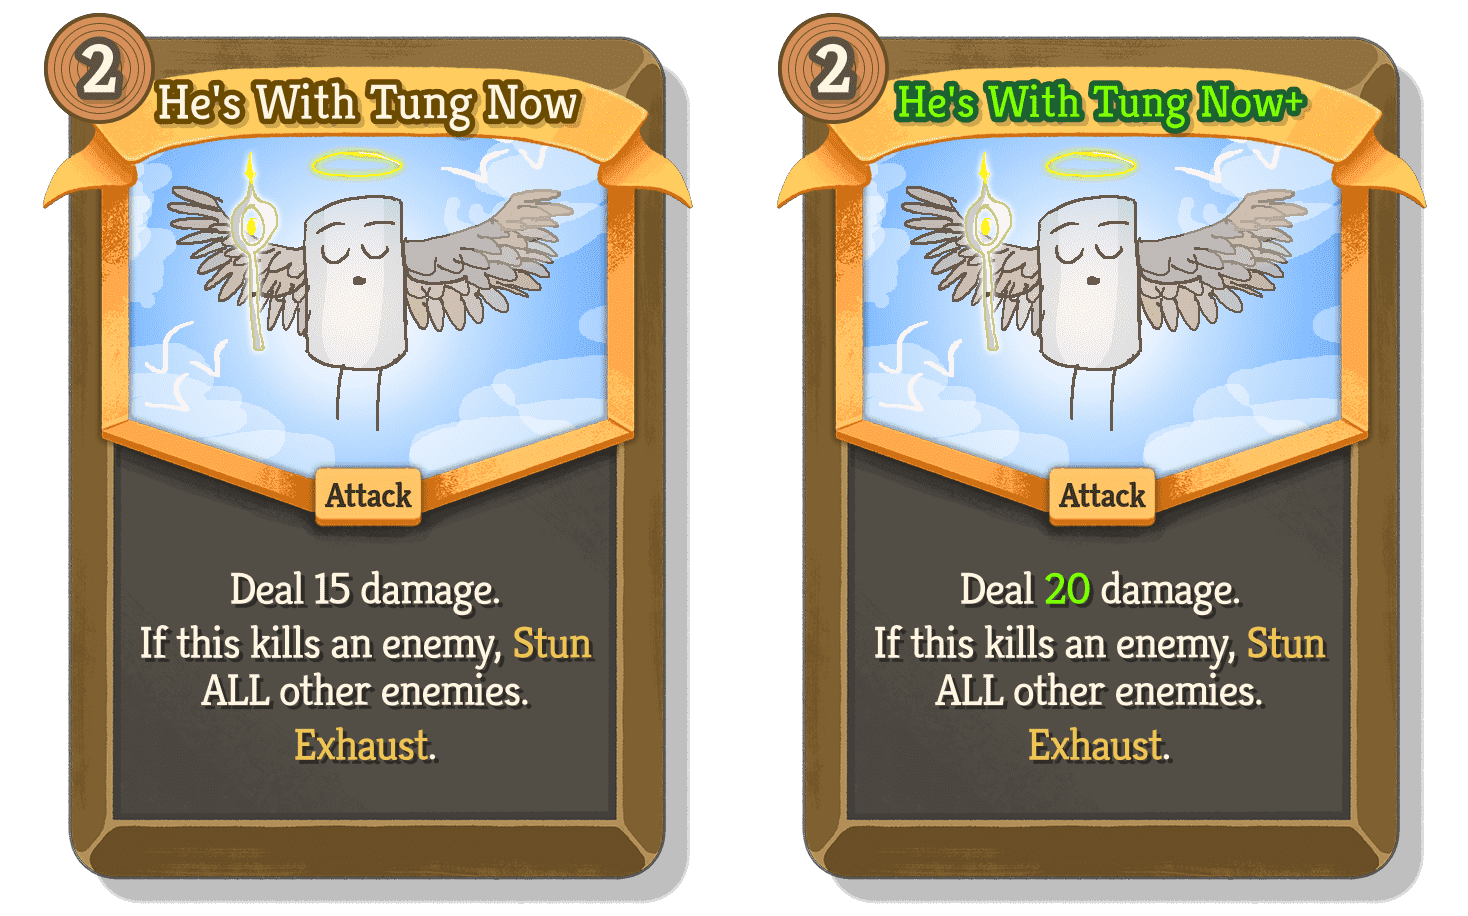 2
He's With Tung Now
Attack
Deal 15 damage.
If this kills an enemy, Stun
ALL other enemies.
Exhaust.
2
He's With Tung Now+
Attack
Deal 20 damage.
If this kills an enemy, Stun
ALL other enemies.
Exhaust.